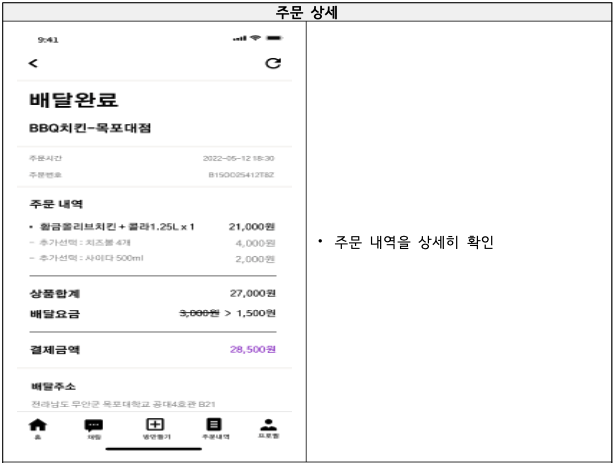 주문 상세
9:41
배달완료
BBQ치킨-목포대점
주문시간 2022-05-12 18:30
주문번호 B15OO25412T8Z
주문 내역
• 황금올리브치킨 + 콜라1.25L x 1 21,000원
- 추가선택 : 치즈볼 4개 4,000원
- 추가선택 : 사이다 500ml 2,000원
상품합계 27,000원
배달요금 3,000원 > 1,500원
결제금액 28,500원
배달주소
전라남도 무안군 목포대학교 공대4호관 B21
홈 채팅 방만들기 주문내역 프로필
• 주문 내역을 상세히 확인